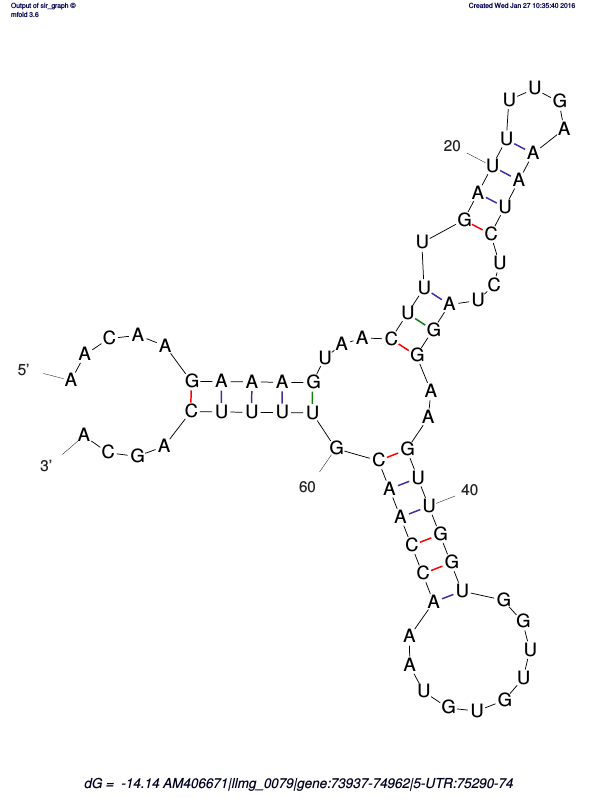 Output of sir_graph ©
mfold 3.6
Created Wed Jan 27 10:35:40 2016
5'
A A C A A G A A A G U A A C U U U G A U
20
U U U G A A A U C U C U A G G A A G U U
40
G G U G G U U G U G U A A A C C A A C G
60
U U U U C A G C A
3'
dG = -14.14 AM406671|llmg_0079|gene:73937-74962|5-UTR:75290-74